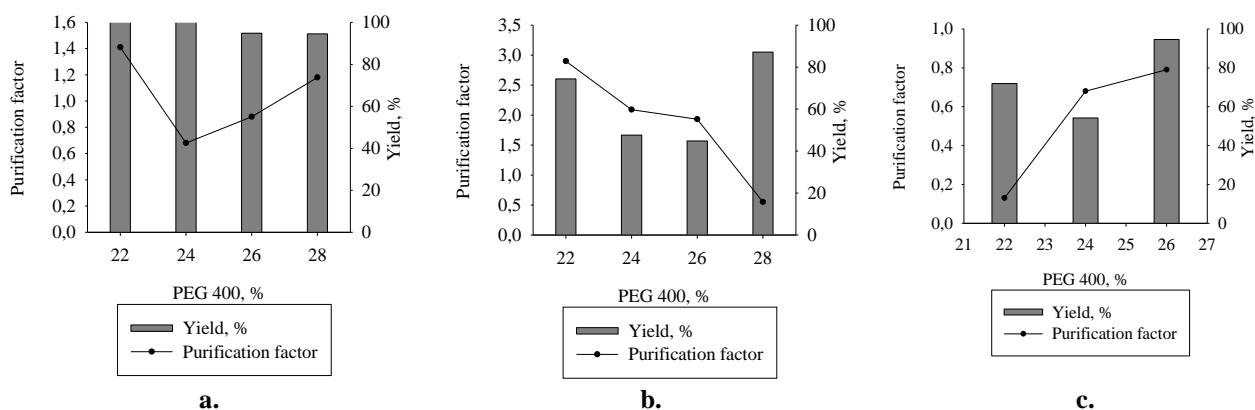 Purification factor
1,6
1,4
1,2
1,0
0,8
0,6
0,4
0,2
0,0
100
80
60
40
20
0
Yield, %
22 24 26 28
PEG 400, %
Yield, %
Purification factor
a.
Purification factor
3,5
3,0
2,5
2,0
1,5
1,0
0,5
0,0
100
80
60
40
20
0
Yield, %
22 24 26 28
PEG 400, %
Yield, %
Purification factor
b.
Purification factor
1,0
0,8
0,6
0,4
0,2
0,0
100
80
60
40
20
0
Yield, %
21 22 23 24 25 26 27
PEG 400, %
Yield, %
Purification factor
c.